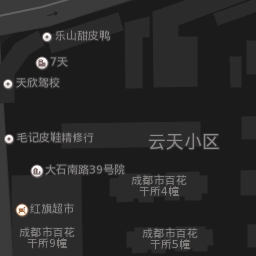 乐山甜皮鸭
7天
天欣驾校
毛记皮鞋精修行
云天小区
大石南路39号院
成都市百花
干所4幢
红旗超市
成都市百花
干所9幢
成都市百花
干所5幢